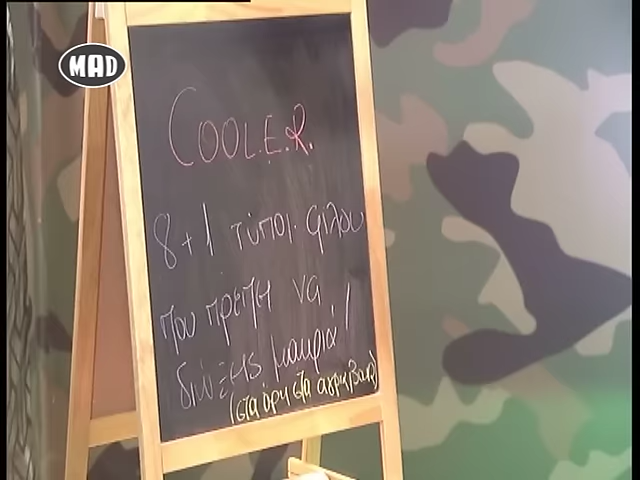 MAD
COOL.E.R.
8+1 τύποι φίλου
που πρέπει να
διώξεις μακριά!
(στα όρη στα άγρια βουνά)